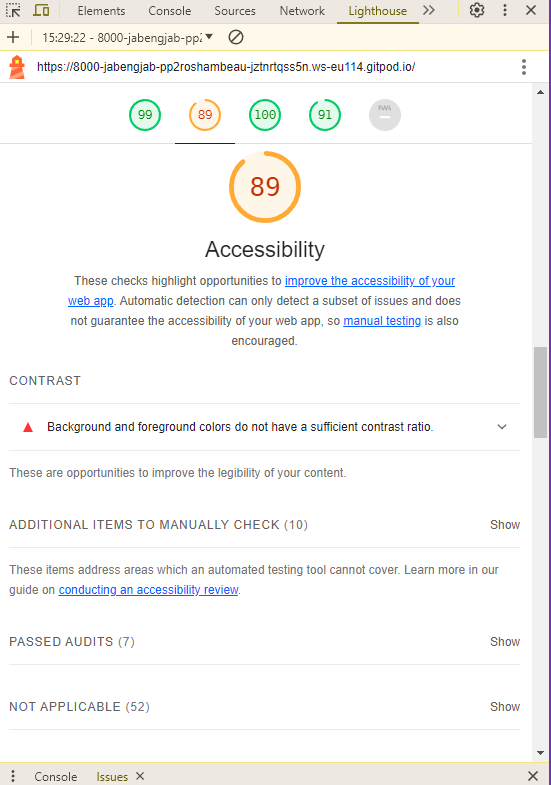 Elements Console Sources Network Lighthouse
15:29:22 - 8000-jabengjab-pp2
https://8000-jabengjab-pp2roshambeau-jztnrtqss5n.ws-eu114.gitpod.io/
99 89 100 91 PWA
89
Accessibility
These checks highlight opportunities to improve the accessibility of your
web app. Automatic detection can only detect a subset of issues and does
not guarantee the accessibility of your web app, so manual testing is also
encouraged.
CONTRAST
Background and foreground colors do not have a sufficient contrast ratio.
These are opportunities to improve the legibility of your content.
ADDITIONAL ITEMS TO MANUALLY CHECK (10) Show
These items address areas which an automated testing tool cannot cover. Learn more in our
guide on conducting an accessibility review.
PASSED AUDITS (7) Show
NOT APPLICABLE (52) Show
Console Issues